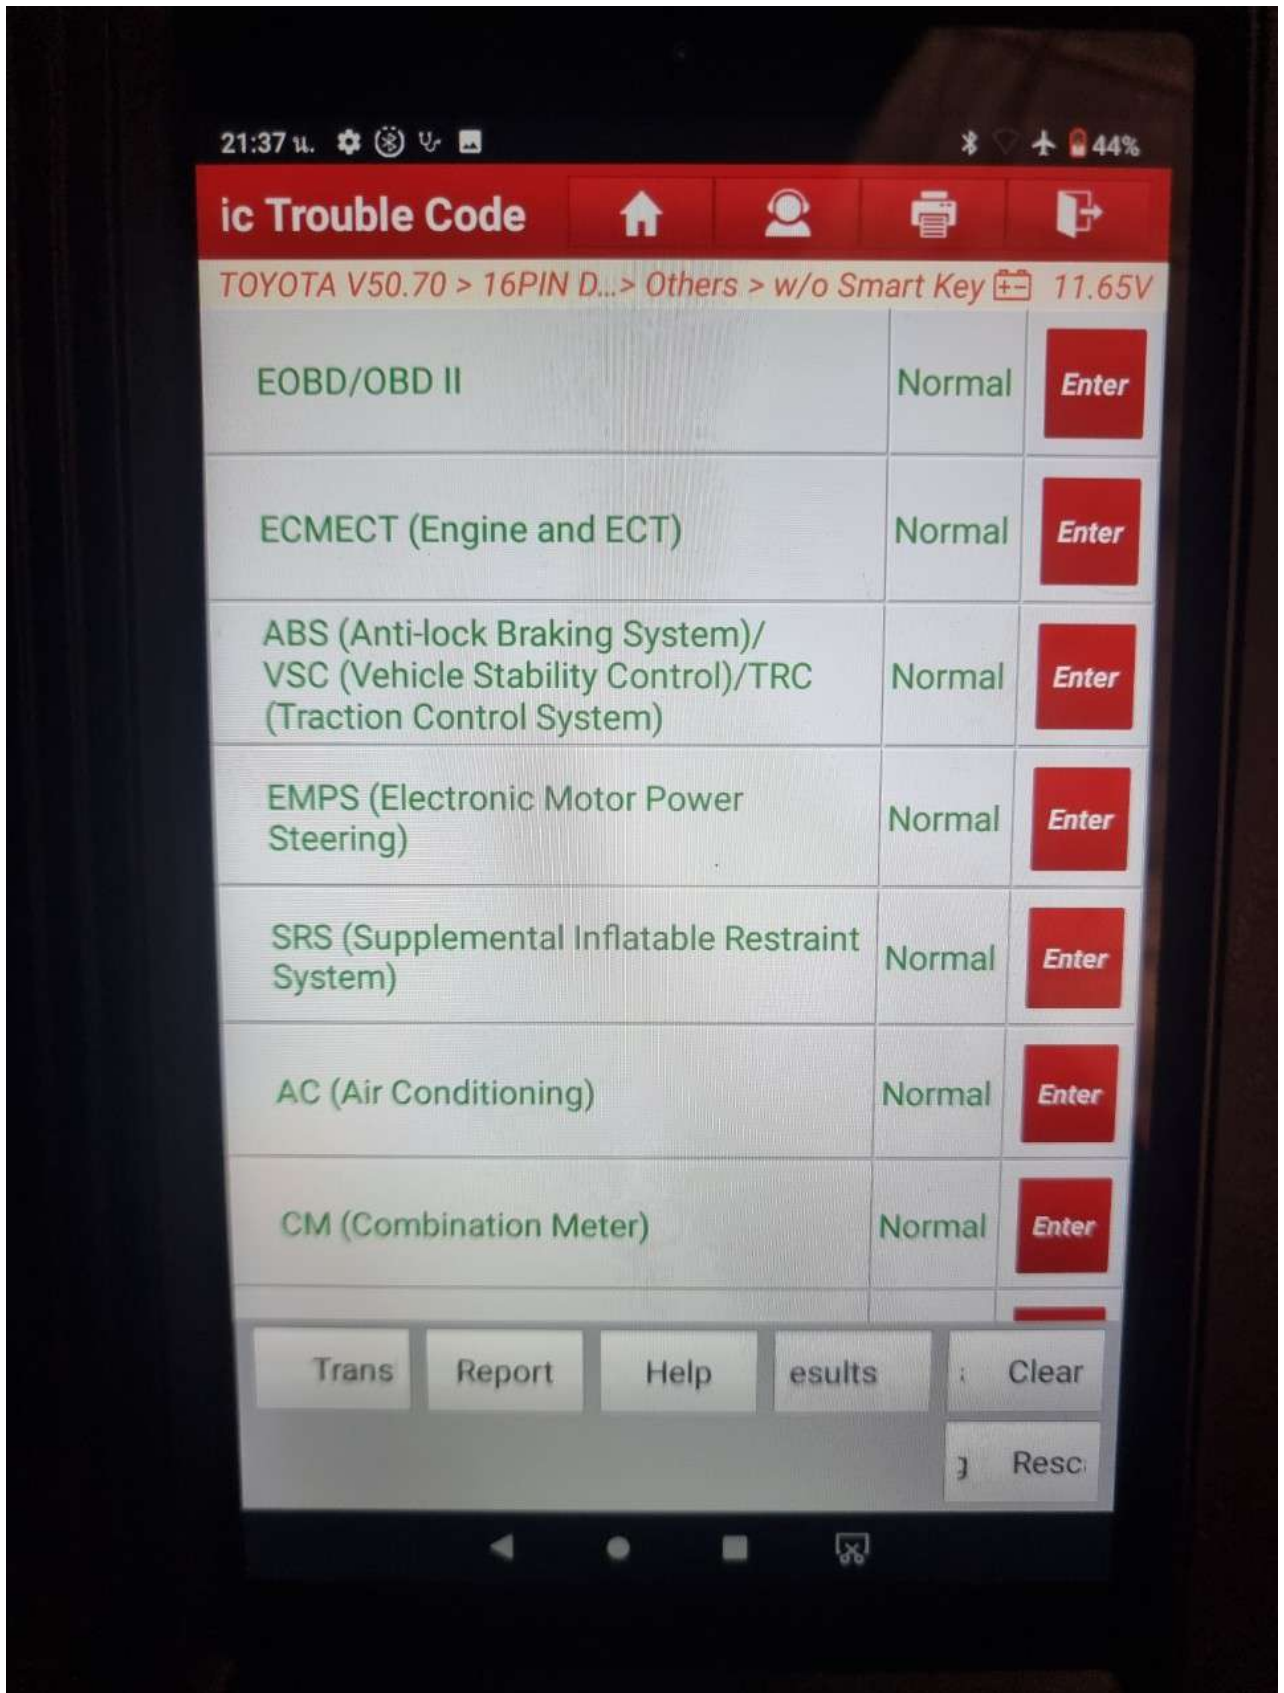 21:37 น.
44%
ic Trouble Code
TOYOTA V50.70 > 16PIN D...> Others > w/o Smart Key
11.65V
EOBD/OBD II
Normal
Enter
ECMECT (Engine and ECT)
Normal
Enter
ABS (Anti-lock Braking System)/
VSC (Vehicle Stability Control)/TRC
(Traction Control System)
Normal
Enter
EMPS (Electronic Motor Power
Steering)
Normal
Enter
SRS (Supplemental Inflatable Restraint
System)
Normal
Enter
AC (Air Conditioning)
Normal
Enter
CM (Combination Meter)
Normal
Enter
Trans
Report
Help
esults
Clear
Resc